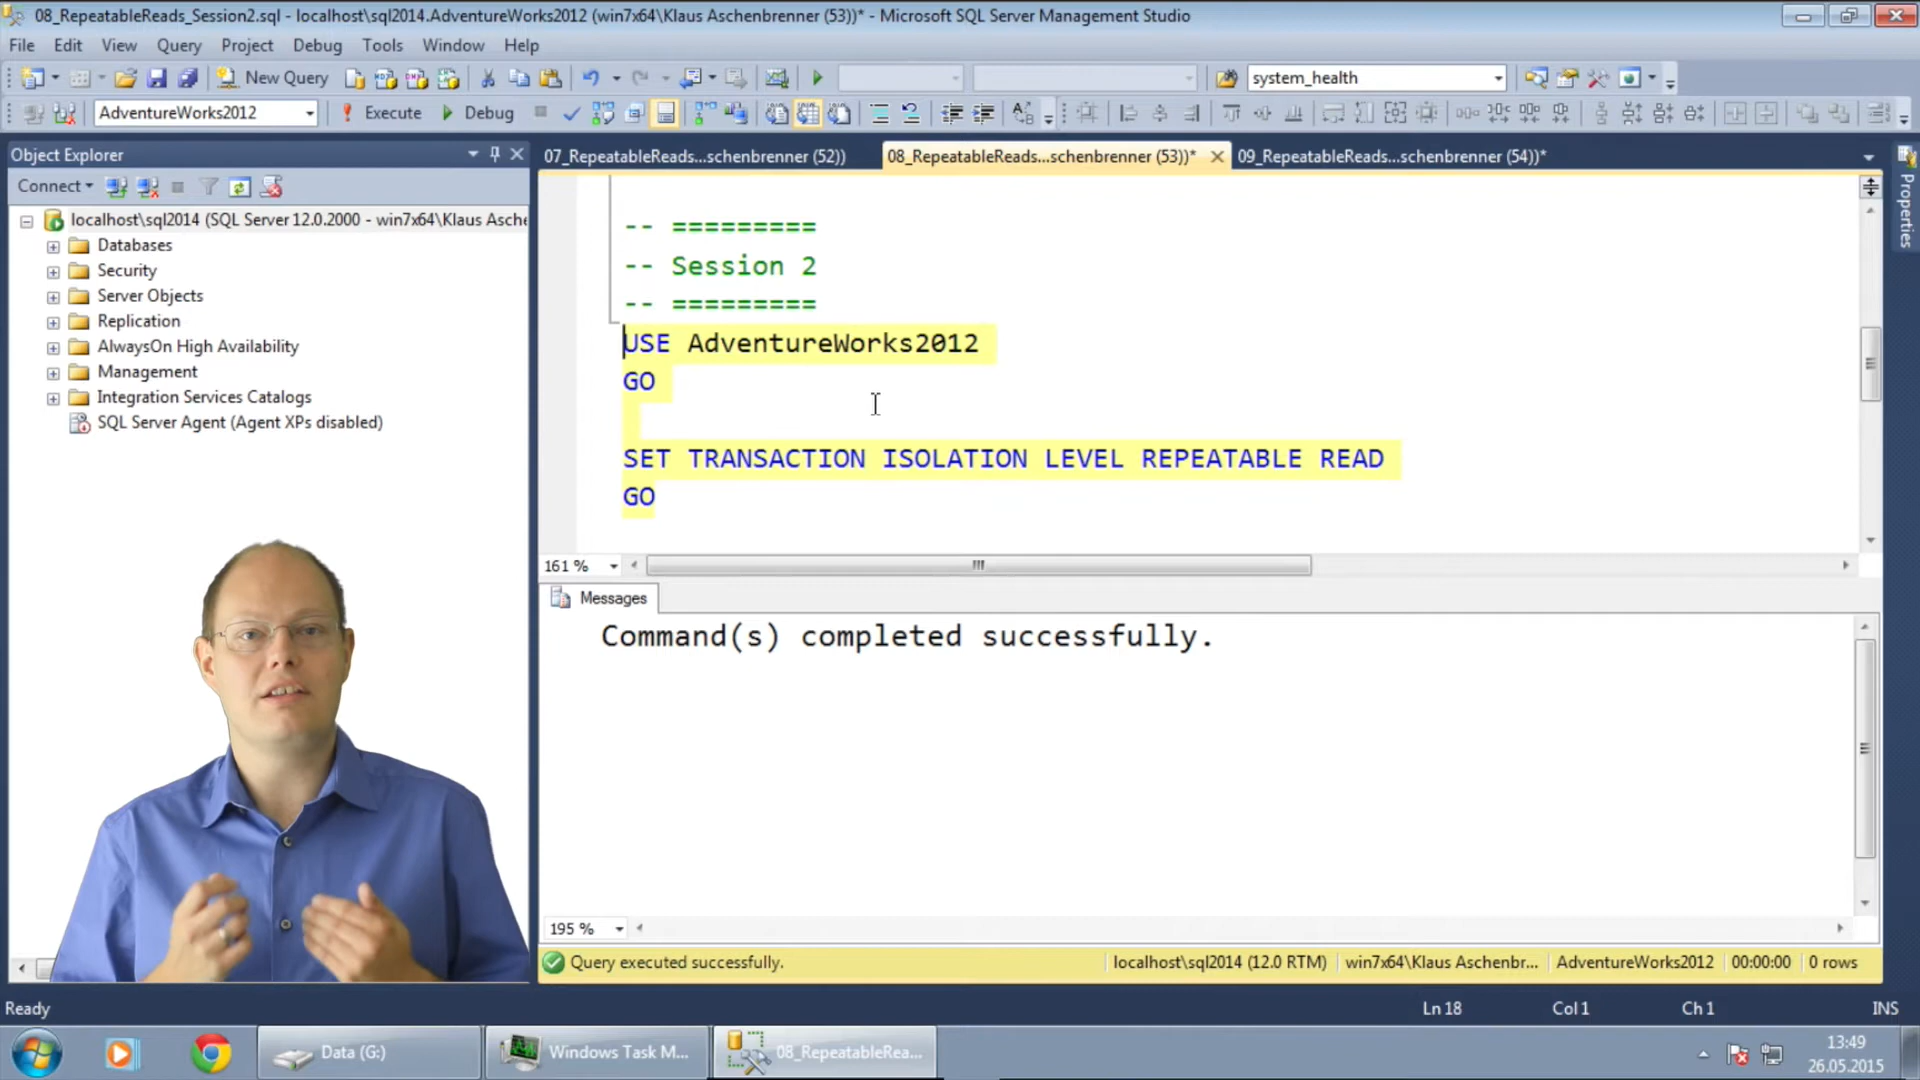 08_RepeatableReads_Session2.sql - localhost\sql2014.AdventureWorks2012 (win7x64\Klaus Aschenbrenner (53))* - Microsoft SQL Server Management Studio
File Edit View Query Project Debug Tools Window Help
New Query
system_health
AdventureWorks2012
Execute
Debug
Object Explorer
07_RepeatableReads...schenbrenner (52))
08_RepeatableReads...schenbrenner (53))*
09_RepeatableReads...schenbrenner (54))*
Properties
Connect
localhost\sql2014 (SQL Server 12.0.2000 - win7x64\Klaus Asche
Databases
Security
Server Objects
Replication
AlwaysOn High Availability
Management
Integration Services Catalogs
SQL Server Agent (Agent XPs disabled)
-- =========
-- Session 2
-- =========
USE AdventureWorks2012
GO
SET TRANSACTION ISOLATION LEVEL REPEATABLE READ
GO
161 %
Messages
Command(s) completed successfully.
195 %
Query executed successfully.
localhost\sql2014 (12.0 RTM)
win7x64\Klaus Aschenbr...
AdventureWorks2012
00:00:00
0 rows
Ready
Ln 18
Col 1
Ch 1
INS
Data (G:)
Windows Task M...
08_RepeatableRea...
13:49
26.05.2015